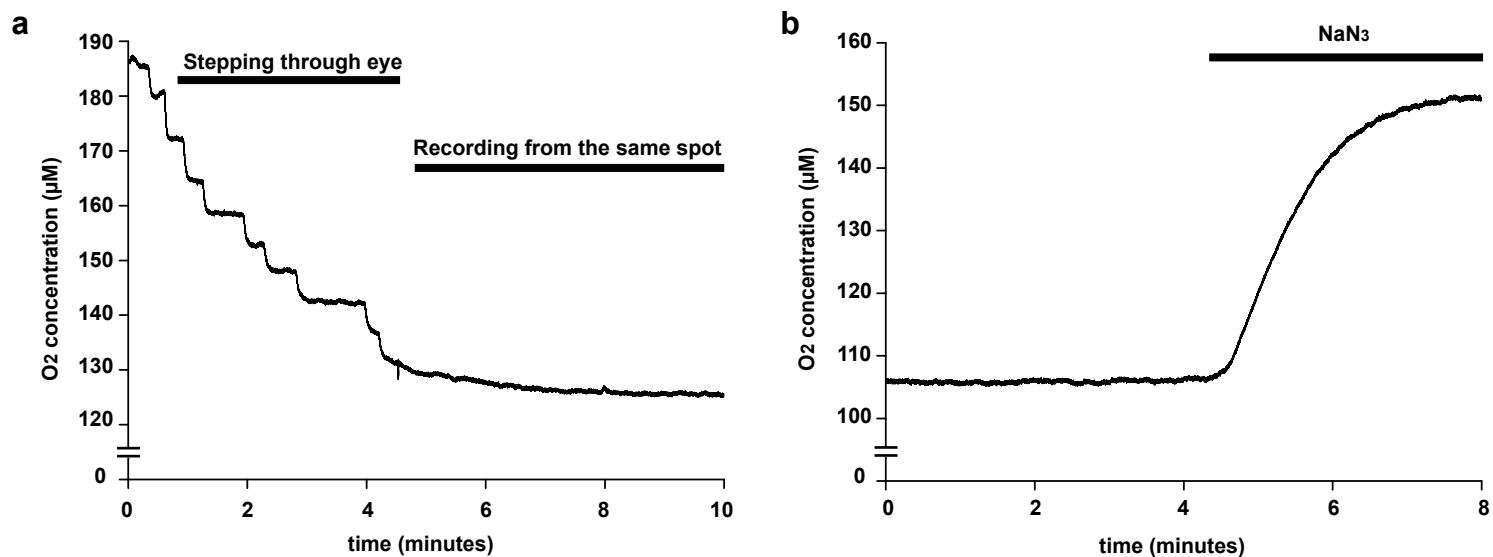 a
190
180
170
160
150
140
130
120
0
O2 concentration (µM)
Stepping through eye
Recording from the same spot
0 2 4 6 8 10
time (minutes)
b
160
150
140
130
120
110
100
0
O2 concentration (µM)
NaN3
0 2 4 6 8
time (minutes)